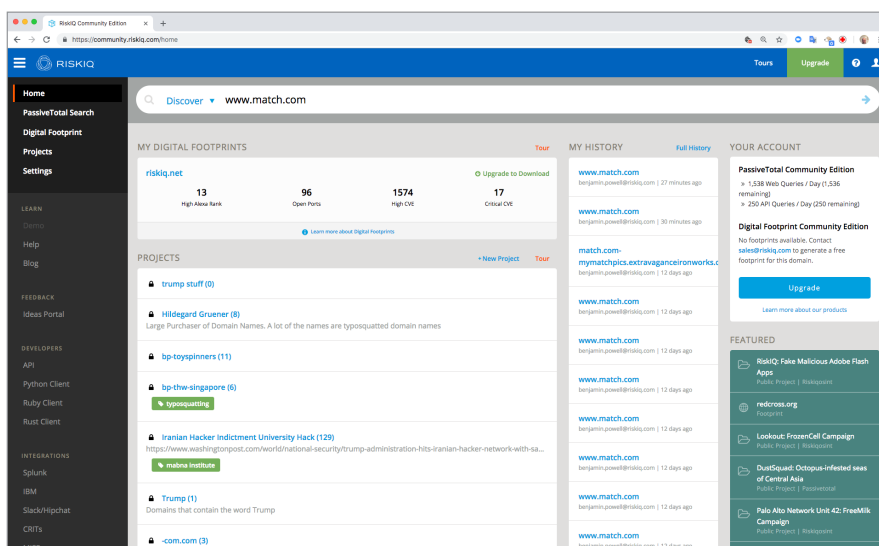 RiskIQ Community Edition
https://community.riskiq.com/home
RISKIQ
Tours
Upgrade
Home
PassiveTotal Search
Digital Footprint
Projects
Settings
LEARN
Demo
Help
Blog
FEEDBACK
Ideas Portal
DEVELOPERS
API
Python Client
Ruby Client
Rust Client
INTEGRATIONS
Splunk
IBM
Slack/Hipchat
CRITs
Discover
www.match.com
MY DIGITAL FOOTPRINTS
Tour
riskiq.net
Upgrade to Download
13
96
1574
17
High Alexa Rank
Open Ports
High CVE
Critical CVE
Learn more about Digital Footprints
PROJECTS
+ New Project
Tour
trump stuff (0)
Hildegard Gruener (8)
Large Purchaser of Domain Names. A lot of the names are typosquatted domain names
bp-toyspinners (11)
bp-thw-singapore (6)
typosquatting
Iranian Hacker Indictment University Hack (129)
https://www.washingtonpost.com/world/national-security/trump-administration-hits-iranian-hacker-network-with-sa...
mabna institute
Trump (1)
Domains that contain the word Trump
-com.com (3)
MY HISTORY
Full History
www.match.com
benjamin.powell@riskiq.com | 27 minutes ago
www.match.com
benjamin.powell@riskiq.com | 30 minutes ago
match.com-
mymatchpics.extravaganceironworks.c
benjamin.powell@riskiq.com | 12 days ago
www.match.com
benjamin.powell@riskiq.com | 12 days ago
www.match.com
benjamin.powell@riskiq.com | 12 days ago
www.match.com
benjamin.powell@riskiq.com | 12 days ago
www.match.com
benjamin.powell@riskiq.com | 12 days ago
www.match.com
benjamin.powell@riskiq.com | 12 days ago
www.match.com
benjamin.powell@riskiq.com | 12 days ago
www.match.com
YOUR ACCOUNT
PassiveTotal Community Edition
» 1,538 Web Queries / Day (1,536
remaining)
» 250 API Queries / Day (250 remaining)
Digital Footprint Community Edition
No footprints available. Contact
sales@riskiq.com to generate a free
footprint for this domain.
Upgrade
Learn more about our products
FEATURED
RiskIQ: Fake Malicious Adobe Flash
Apps
Public Project | Riskiqpoint
redcross.org
Footprint
Lookout: FrozenCell Campaign
Public Project | Riskiqpoint
DustSquad: Octopus-infested seas
of Central Asia
Public Project | Passivetotal
Palo Alto Network Unit 42: FreeMilk
Campaign
Public Project | Riskiqpoint